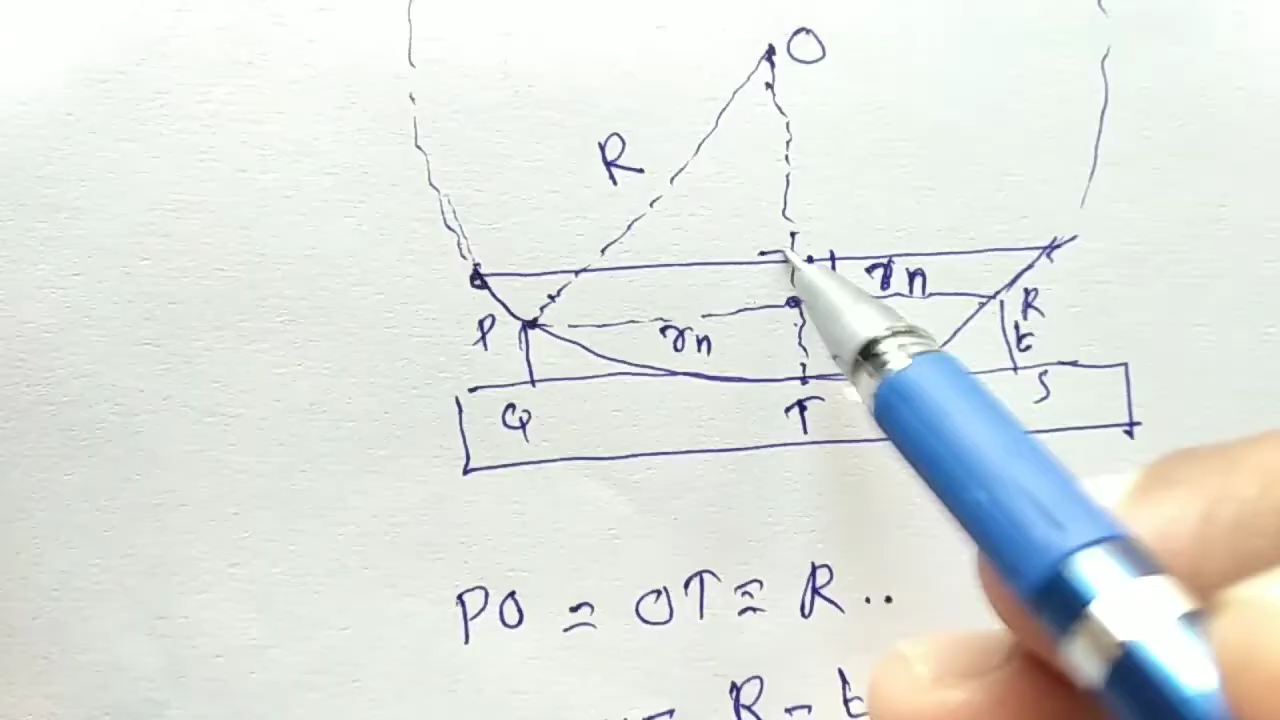 O
R
rn
P
rn
R
t
Q
T
S
PO = OT = R..
= R - t